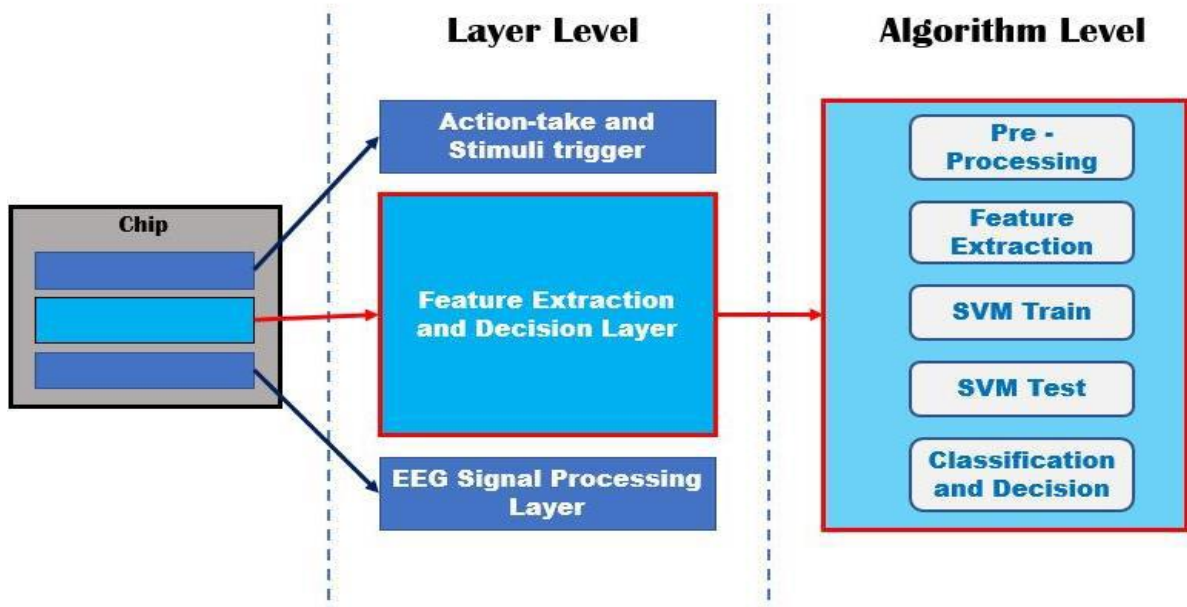 Layer Level
Algorithm Level
Chip
Action-take and
Stimuli trigger
Feature Extraction
and Decision Layer
EEG Signal Processing
Layer
Pre -
Processing
Feature
Extraction
SVM Train
SVM Test
Classification
and Decision